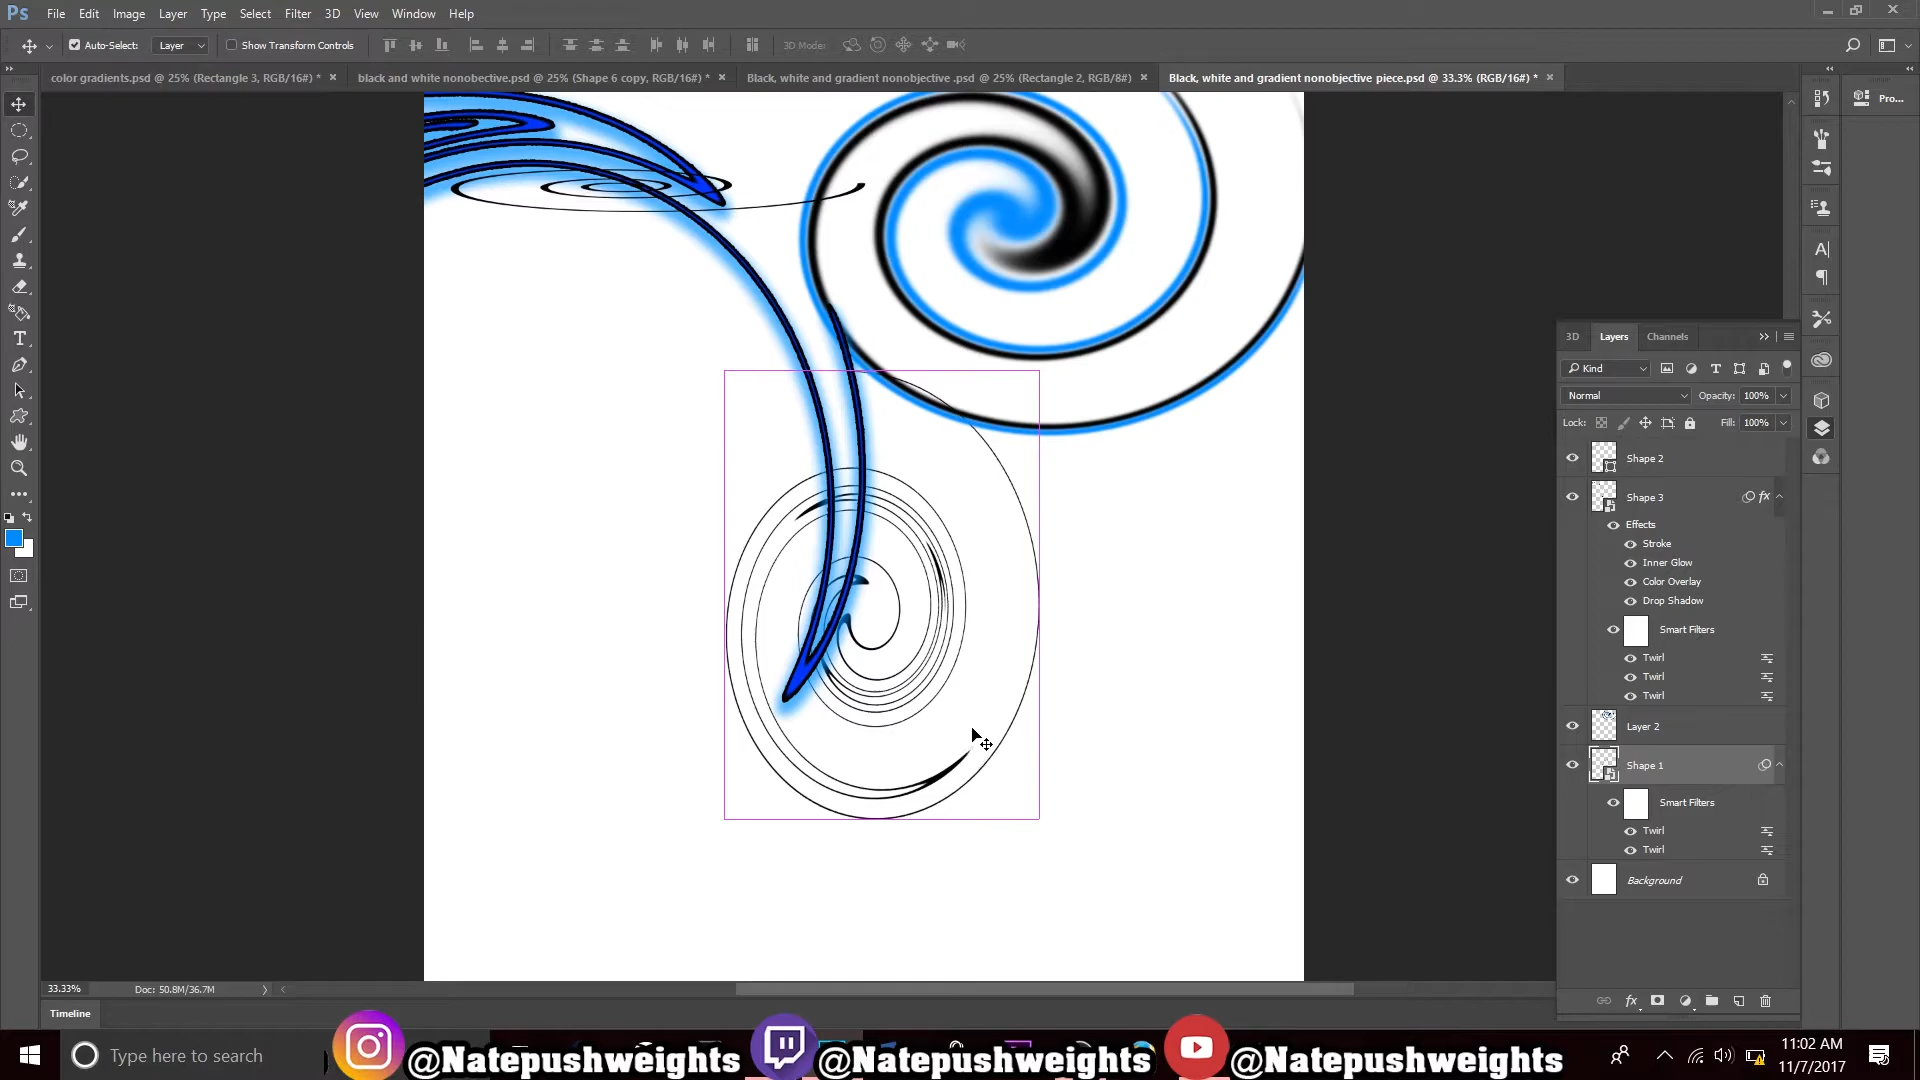 Ps File Edit Image Layer Type Select Filter 3D View Window Help
Auto-Select: Layer Show Transform Controls 3D Mode:
color gradients.psd @ 25% (Rectangle 3, RGB/16#) * × black and white nonobective.psd @ 25% (Shape 6 copy, RGB/16#) * × Black, white and gradient nonobjective .psd @ 25% (Rectangle 2, RGB/8#) × Black, white and gradient nonobjective piece.psd @ 33.3% (RGB/16#) * ×
Pro...
3D Layers Channels
Kind
Normal Opacity: 100%
Lock: Fill: 100%
Shape 2
Shape 3 fx
Effects
Stroke
Inner Glow
Color Overlay
Drop Shadow
Smart Filters
Twirl
Twirl
Twirl
Layer 2
Shape 1
Smart Filters
Twirl
Twirl
Background
fx
33.33% Doc: 50.8M/36.7M
Timeline
Type here to search
@Natepushweights @Natepushweights @Natepushweights
11:02 AM
11/7/2017